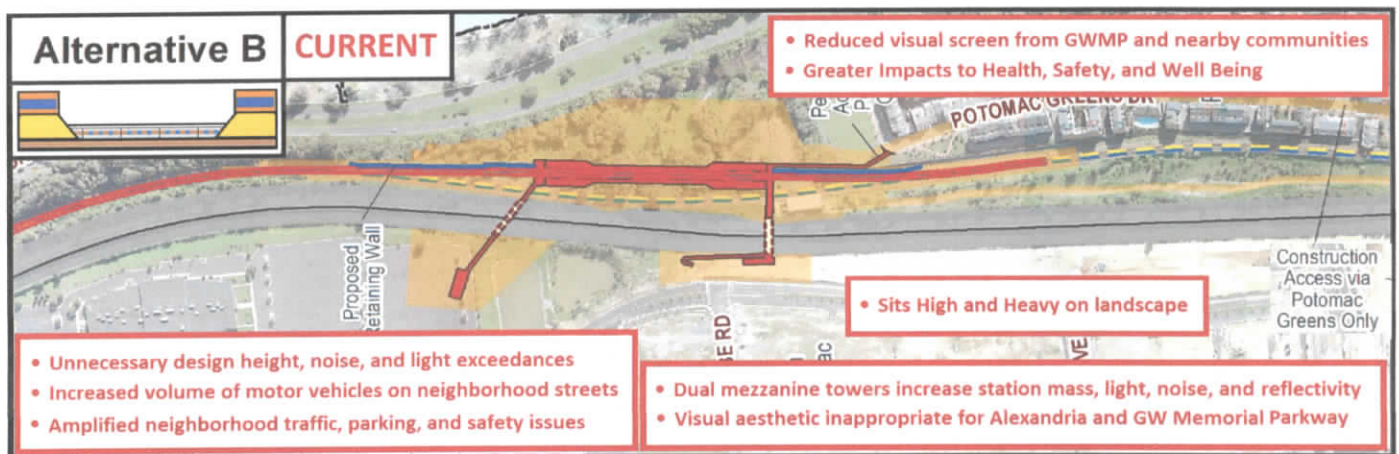 Alternative B
CURRENT
• Reduced visual screen from GWMP and nearby communities
• Greater Impacts to Health, Safety, and Well Being
POTOMAC GREENS DR
Proposed
Retaining Wall
Construction
Access via
Potomac
Greens Only
• Sits High and Heavy on landscape
• Unnecessary design height, noise, and light exceedances
• Increased volume of motor vehicles on neighborhood streets
• Amplified neighborhood traffic, parking, and safety issues
• Dual mezzanine towers increase station mass, light, noise, and reflectivity
• Visual aesthetic inappropriate for Alexandria and GW Memorial Parkway